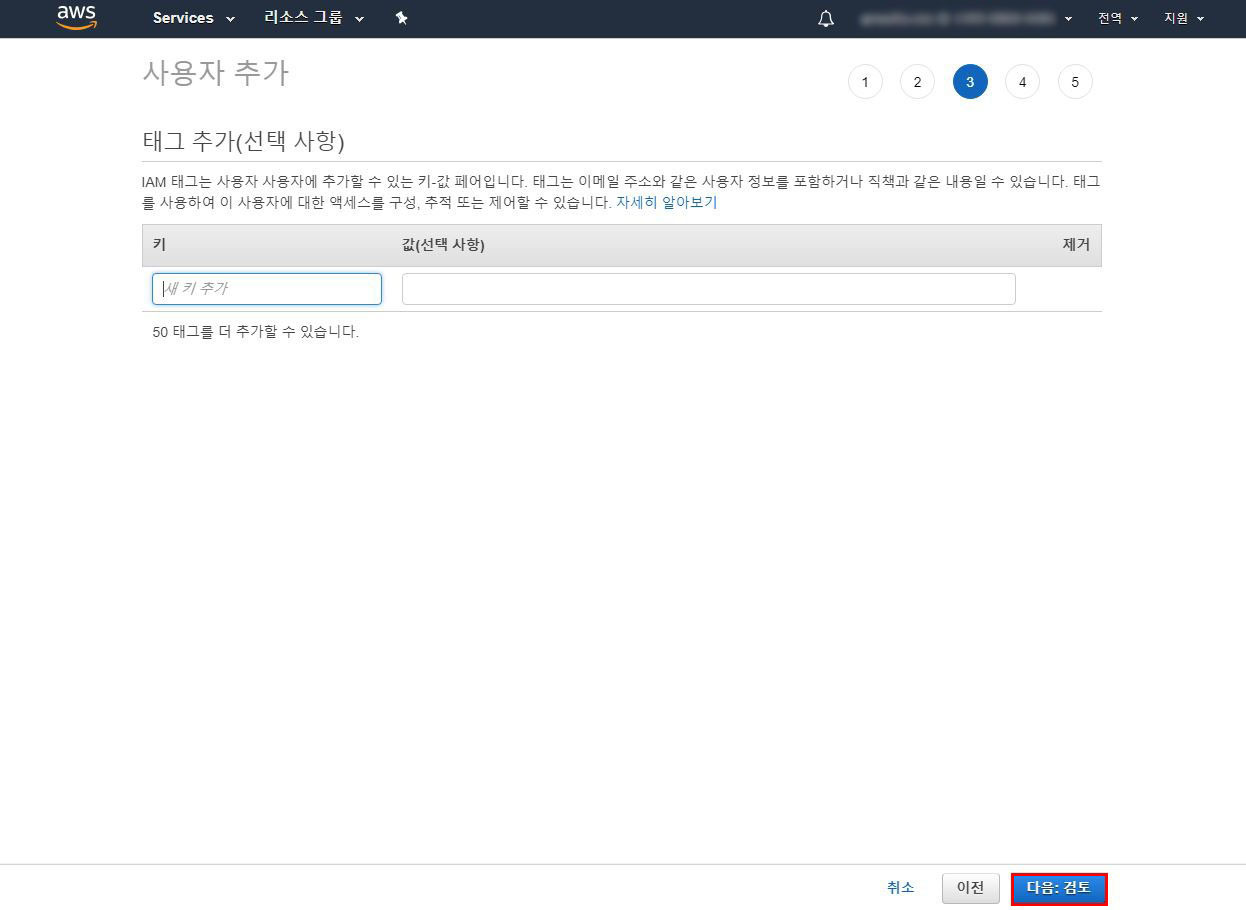 aws Services 리소스 그룹 전역 지원
사용자 추가
1 2 3 4 5
태그 추가(선택 사항)
IAM 태그는 사용자 사용자에 추가할 수 있는 키-값 페어입니다. 태그는 이메일 주소와 같은 사용자 정보를 포함하거나 직책과 같은 내용일 수 있습니다. 태그
를 사용하여 이 사용자에 대한 액세스를 구성, 추적 또는 제어할 수 있습니다. 자세히 알아보기
키 값(선택 사항) 제거
새 키 추가
50 태그를 더 추가할 수 있습니다.
취소 이전 다음: 검토